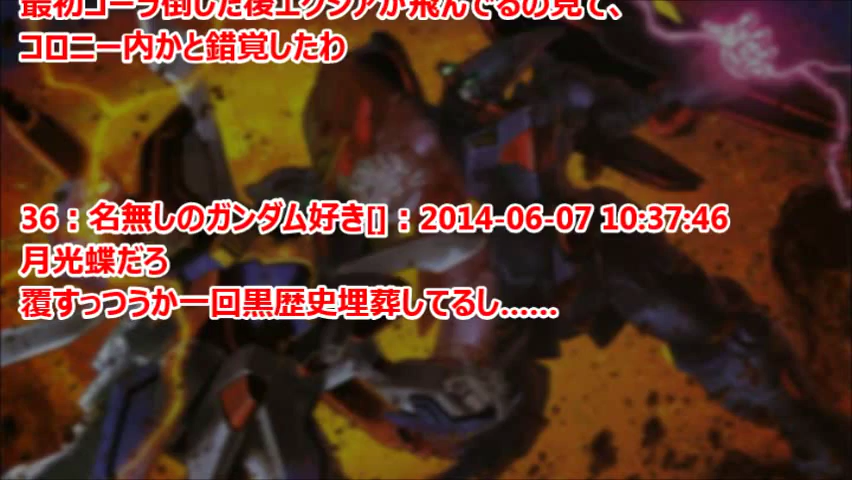 最初コーラ倒した後エクシアが飛んでるの見て、
コロニー内かと錯覚したわ
36：名無しのガンダム好き[]：2014-06-07 10:37:46
月光蝶だろ
覆すっつうか一回黒歴史埋葬してるし……